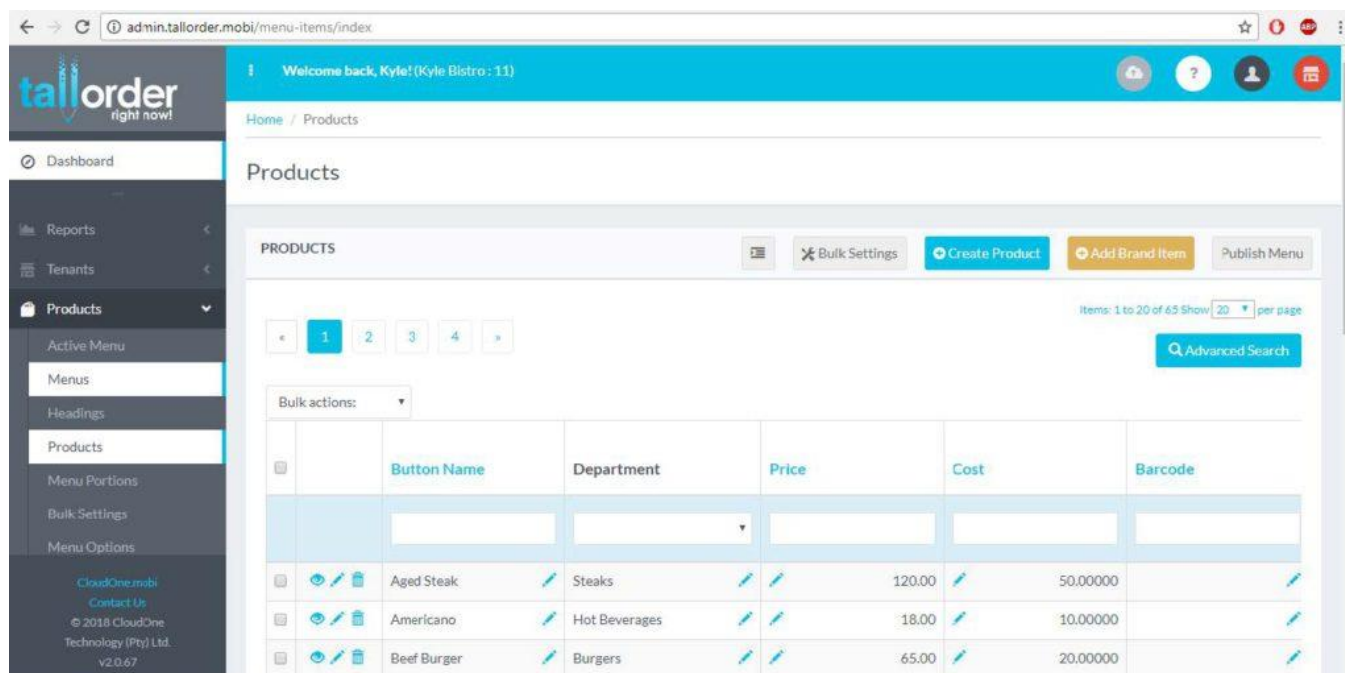 admin.tallorder.mobi/menu-items/index
ABP
tallorder
right now!
Welcome back, Kyle! (Kyle Bistro : 11)
?
Home / Products
Dashboard
Products
Reports
Tenants
Products
Active Menu
Menus
Headings
Products
Menu Portions
Bulk Settings
Menu Options
CloudOne.mobi
Contact Us
© 2018 CloudOne
Technology (Pty) Ltd.
v2.0.67
PRODUCTS
Bulk Settings
Create Product
Add Brand Item
Publish Menu
Items: 1 to 20 of 65 Show 20 per page
« 1 2 3 4 »
Advanced Search
Bulk actions:
Button Name Department Price Cost Barcode
Aged Steak Steaks 120.00 50.00000
Americano Hot Beverages 18.00 10.00000
Beef Burger Burgers 65.00 20.00000